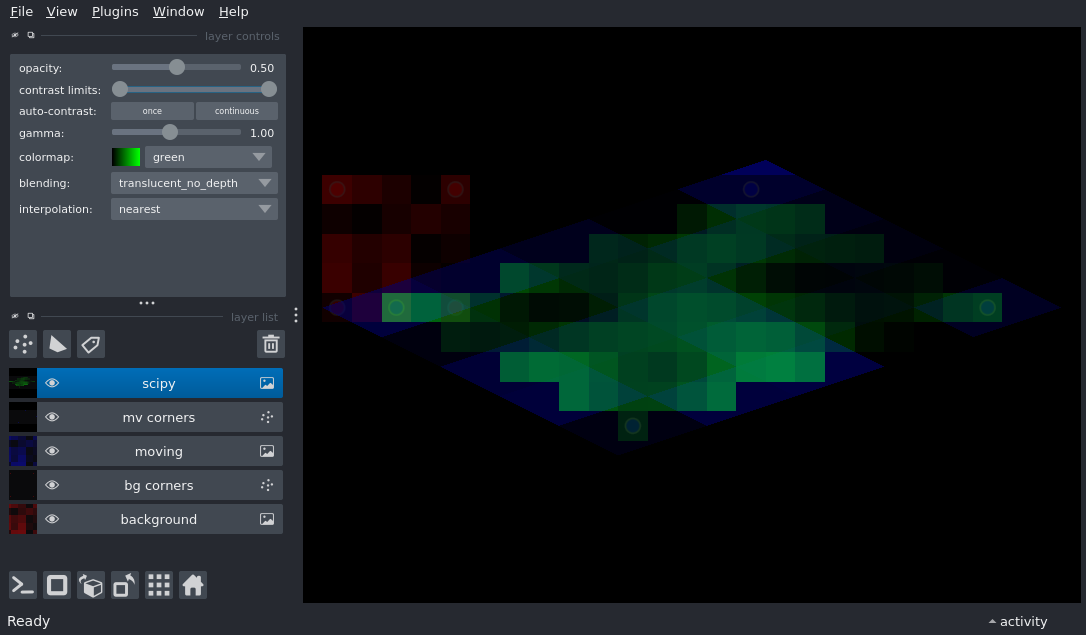 File View Plugins Window Help
layer controls
opacity: 0.50
contrast limits:
auto-contrast: once continuous
gamma: 1.00
colormap: green
blending: translucent_no_depth
interpolation: nearest
layer list
scipy
mv corners
moving
bg corners
background
Ready activity